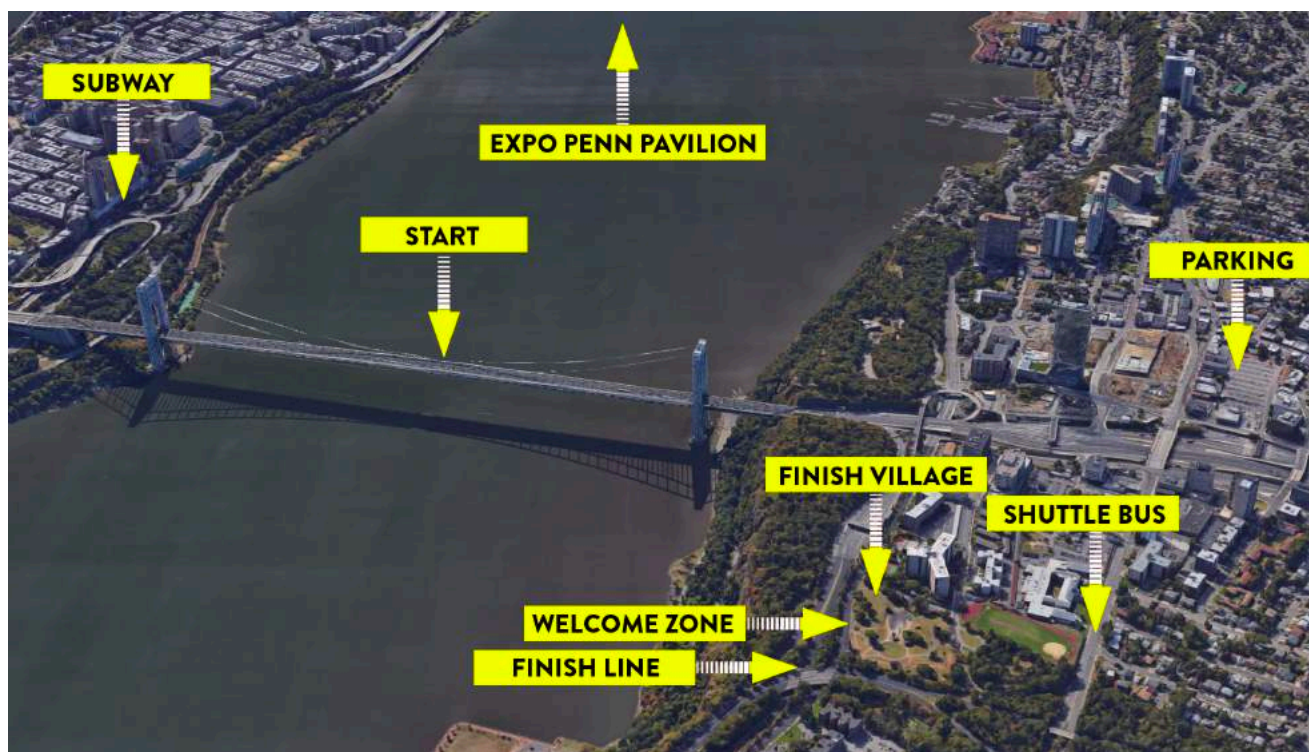 SUBWAY
EXPO PENN PAVILION
START
PARKING
FINISH VILLAGE
SHUTTLE BUS
WELCOME ZONE
FINISH LINE